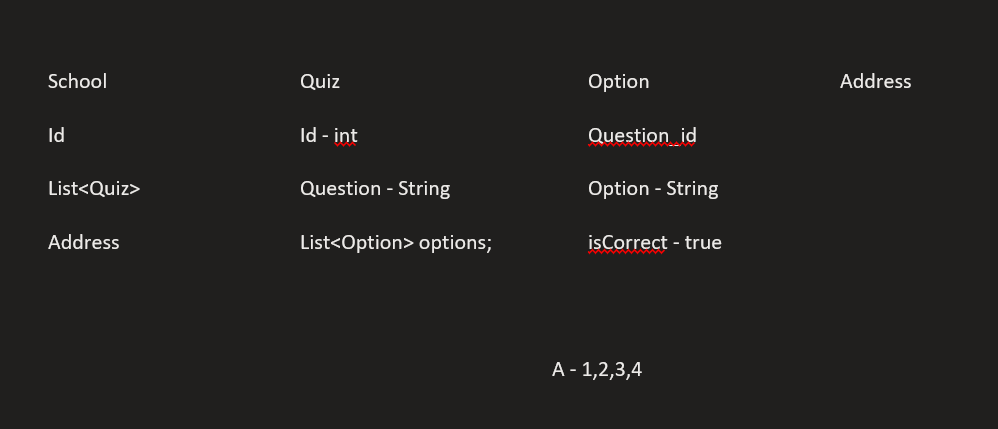 School Quiz Option Address
Id Id - int Question_id
List<Quiz> Question - String Option - String
Address List<Option> options; isCorrect - true
A - 1,2,3,4